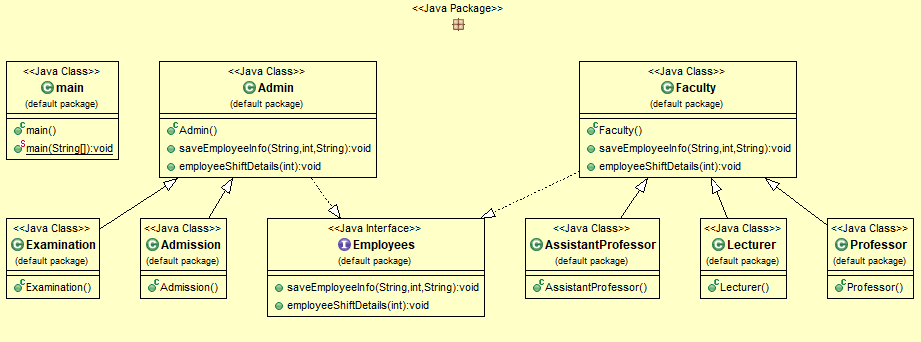 <<Java Package>>
<<Java Class>>
main
(default package)
main()
main(String[]):void
<<Java Class>>
Admin
(default package)
Admin()
saveEmployeeInfo(String,int,String):void
employeeShiftDetails(int):void
<<Java Class>>
Faculty
(default package)
Faculty()
saveEmployeeInfo(String,int,String):void
employeeShiftDetails(int):void
<<Java Class>>
Examination
(default package)
Examination()
<<Java Class>>
Admission
(default package)
Admission()
<<Java Interface>>
Employees
(default package)
saveEmployeeInfo(String,int,String):void
employeeShiftDetails(int):void
<<Java Class>>
AssistantProfessor
(default package)
AssistantProfessor()
<<Java Class>>
Lecturer
(default package)
Lecturer()
<<Java Class>>
Professor
(default package)
Professor()